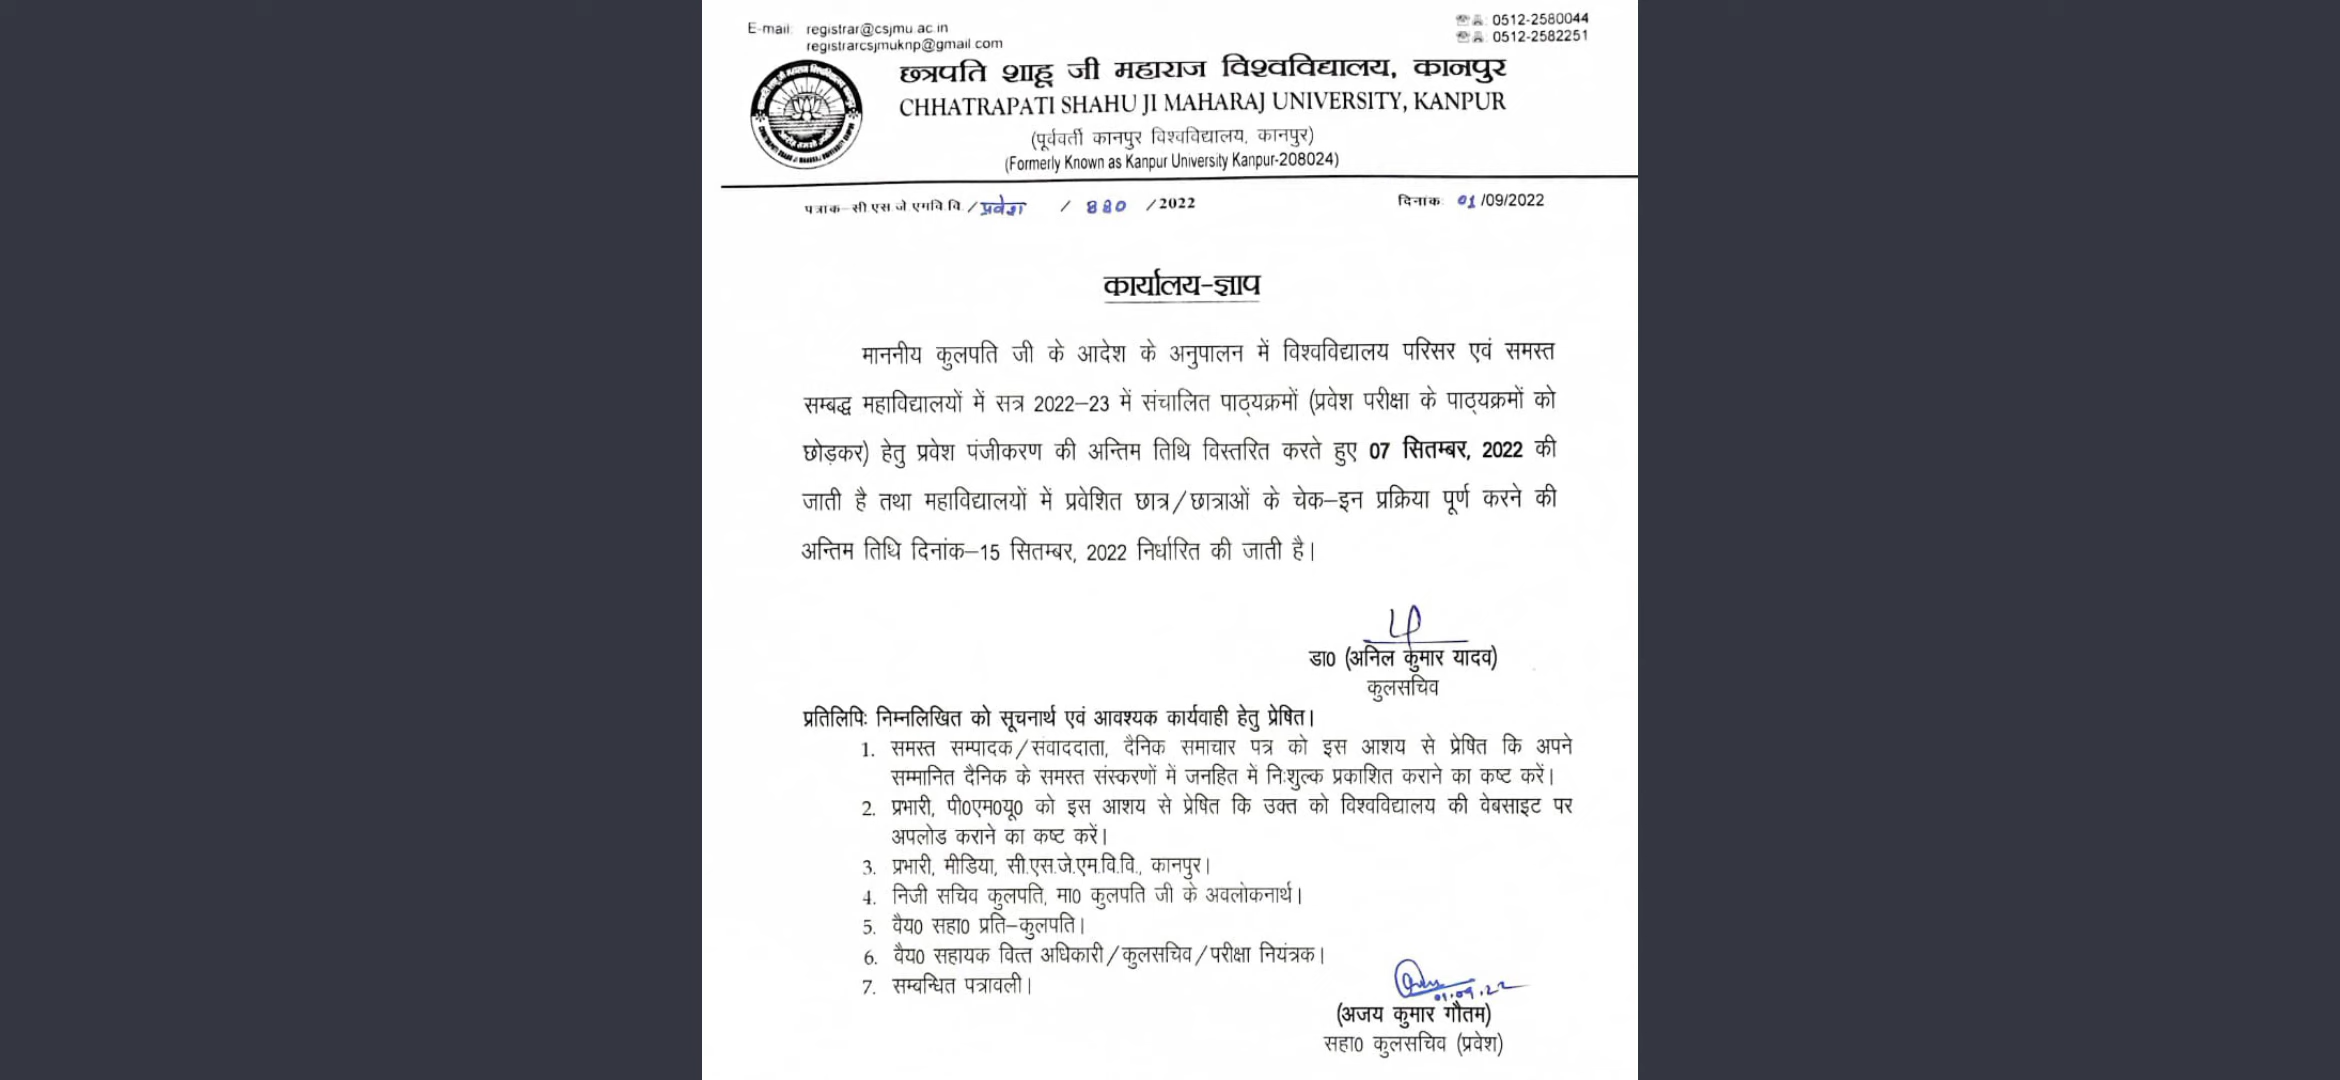 E-mail: registrar@csjmu.ac.in
registrarcsjmuknp@gmail.com
0512-2580044
0512-2582251
छत्रपति शाहू जी महाराज विश्वविद्यालय, कानपुर
CHHATRAPATI SHAHU JI MAHARAJ UNIVERSITY, KANPUR
(पूर्ववर्ती कानपुर विश्वविद्यालय, कानपुर)
(Formerly Known as Kanpur University Kanpur-208024)
पत्रांक–सी.एस.जे.एमवि.वि./प्रवेश / 880 /2022 दिनांक: 01/09/2022
कार्यालय-ज्ञाप
माननीय कुलपति जी के आदेश के अनुपालन में विश्वविद्यालय परिसर एवं समस्त
सम्बद्ध महाविद्यालयों में सत्र 2022–23 में संचालित पाठ्यक्रमों (प्रवेश परीक्षा के पाठ्यक्रमों को
छोड़कर) हेतु प्रवेश पंजीकरण की अन्तिम तिथि विस्तरित करते हुए 07 सितम्बर, 2022 की
जाती है तथा महाविद्यालयों में प्रवेशित छात्र/छात्राओं के चेक–इन प्रक्रिया पूर्ण करने की
अन्तिम तिथि दिनांक–15 सितम्बर, 2022 निर्धारित की जाती है।
डा0 (अनिल कुमार यादव)
कुलसचिव
प्रतिलिपिः निम्नलिखित को सूचनार्थ एवं आवश्यक कार्यवाही हेतु प्रेषित।
1. समस्त सम्पादक/संवाददाता, दैनिक समाचार पत्र को इस आशय से प्रेषित कि अपने
सम्मानित दैनिक के समस्त संस्करणों में जनहित में निःशुल्क प्रकाशित कराने का कष्ट करें।
2. प्रभारी, पी0एम0यू0 को इस आशय से प्रेषित कि उक्त को विश्वविद्यालय की वेबसाइट पर
अपलोड कराने का कष्ट करें।
3. प्रभारी, मीडिया, सी.एस.जे.एम.वि.वि., कानपुर।
4. निजी सचिव कुलपति, मा0 कुलपति जी के अवलोकनार्थ।
5. वैय0 सहा0 प्रति–कुलपति।
6. वैय0 सहायक वित्त अधिकारी/कुलसचिव/परीक्षा नियंत्रक।
7. सम्बन्धित पत्रावली।
01.09.22
(अजय कुमार गौतम)
सहा0 कुलसचिव (प्रवेश)